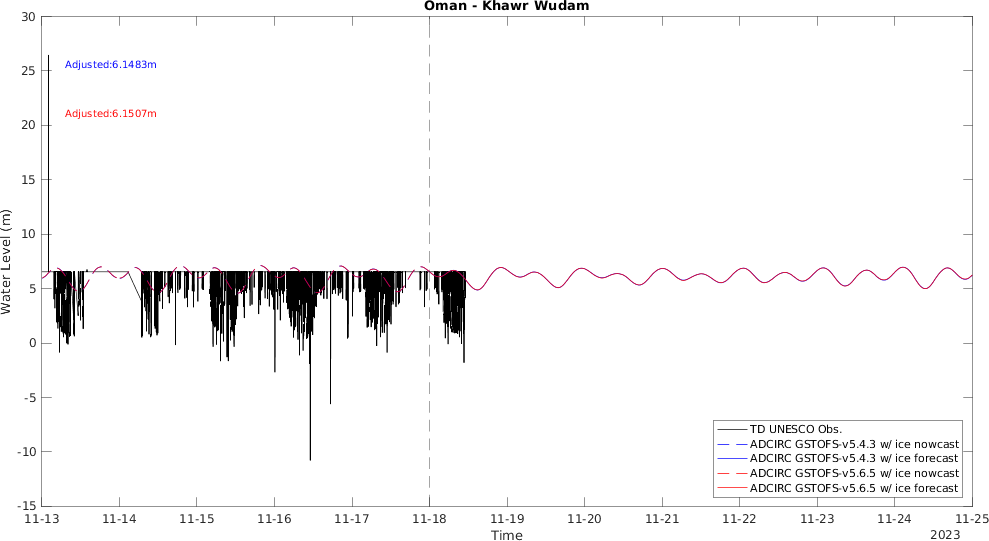 Oman - Khawr Wudam
30
25
20
15
10
5
0
-5
-10
-15
Water Level (m)
Adjusted:6.1483m
Adjusted:6.1507m
TD UNESCO Obs.
ADCIRC GSTOFS-v5.4.3 w/ ice nowcast
ADCIRC GSTOFS-v5.4.3 w/ ice forecast
ADCIRC GSTOFS-v5.6.5 w/ ice nowcast
ADCIRC GSTOFS-v5.6.5 w/ ice forecast
11-13 11-14 11-15 11-16 11-17 11-18 11-19 11-20 11-21 11-22 11-23 11-24 11-25
Time
2023